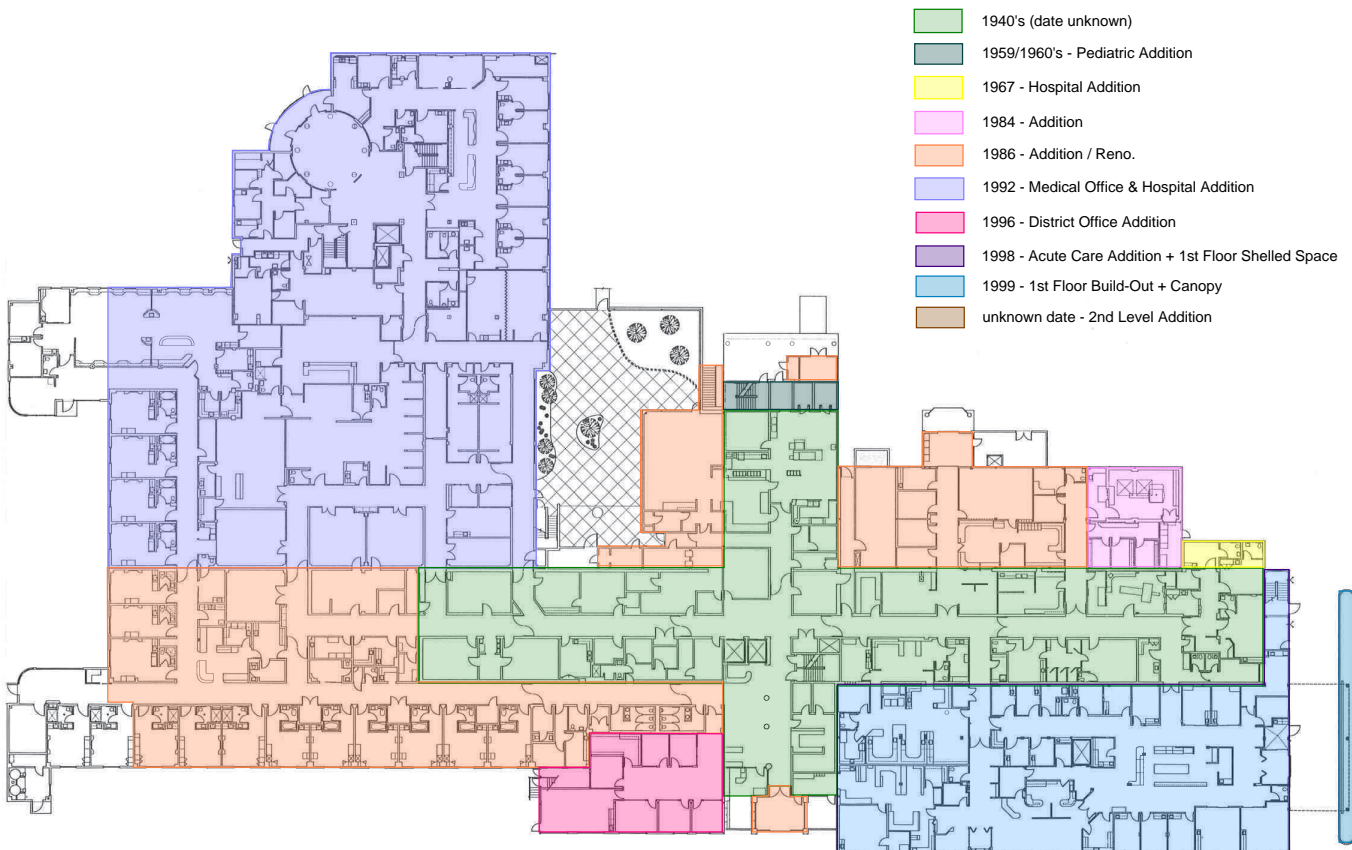 1940's (date unknown)
1959/1960's - Pediatric Addition
1967 - Hospital Addition
1984 - Addition
1986 - Addition / Reno.
1992 - Medical Office & Hospital Addition
1996 - District Office Addition
1998 - Acute Care Addition + 1st Floor Shelled Space
1999 - 1st Floor Build-Out + Canopy
unknown date - 2nd Level Addition